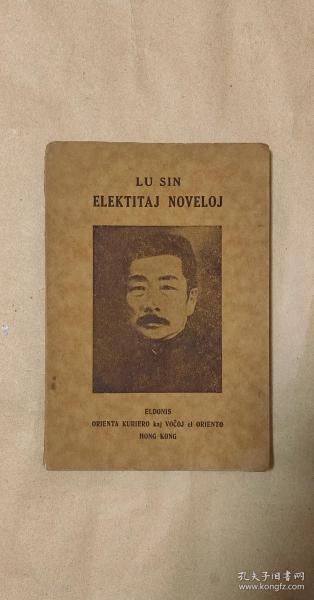 LU SIN
ELEKTITAJ NOVELOJ
ELDONIS
ORIENTA KURIERO kaj VOĈOJ el ORIENTO
HONG KONG
孔夫子旧书网
www.kongfz.com